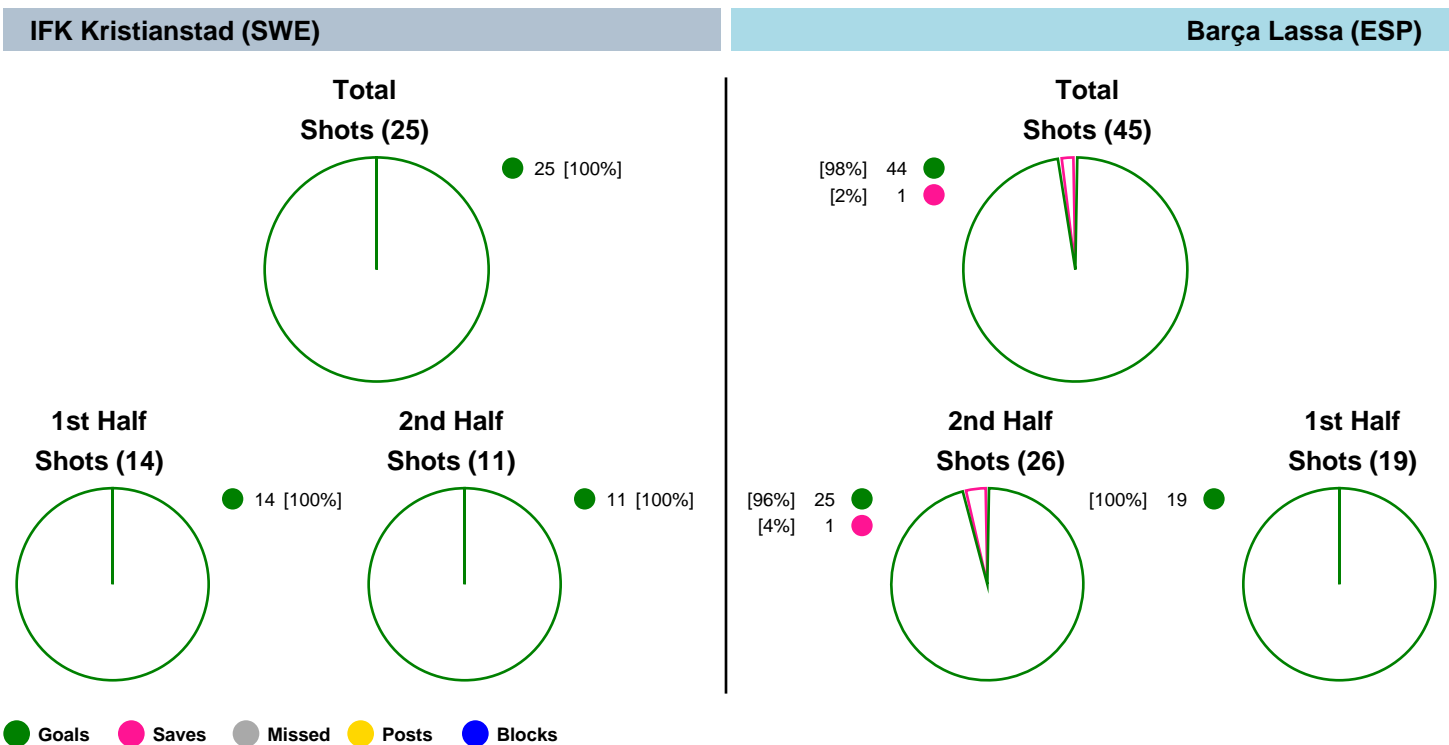 IFK Kristianstad (SWE)
Barça Lassa (ESP)
Total
Shots (25)
25 [100%]
1st Half
Shots (14)
14 [100%]
2nd Half
Shots (11)
11 [100%]
Total
Shots (45)
[98%] 44
[2%] 1
2nd Half
Shots (26)
[96%] 25
[4%] 1
1st Half
Shots (19)
[100%] 19
Goals Saves Missed Posts Blocks